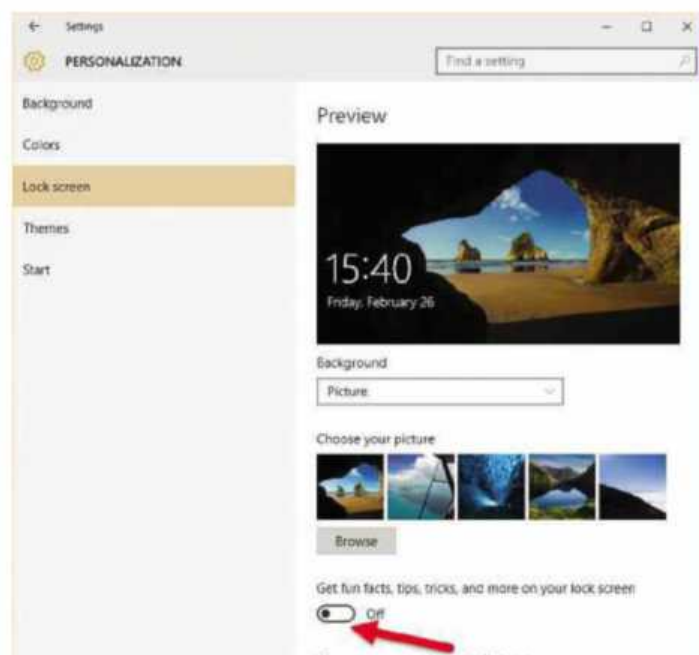 Settings
PERSONALIZATION
Find a setting
Background
Colors
Lock screen
Themes
Start
Preview
15:40
Friday, February 26
Background
Picture
Choose your picture
Browse
Get fun facts, tips, tricks, and more on your lock screen
Off